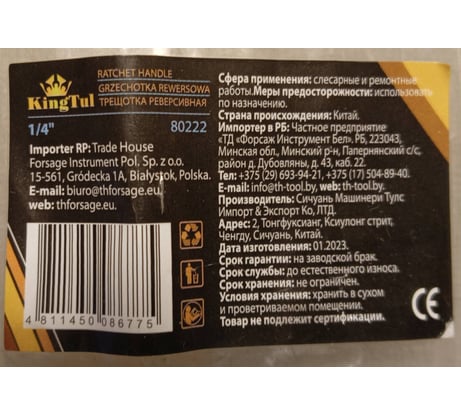 KingTul
RATCHET HANDLE
GRZECHOTKA REWERSOWA
ТРЕЩОТКА РЕВЕРСИВНАЯ
1/4"
80222
Importer RP: Trade House
Forsage Instrument Pol. Sp. z o.o.
15-561, Gródecka 1A, Białystok, Polska.
E-mail: biuro@thforsage.eu.
web: thforsage.eu.
4 811450 086775
Сфера применения: слесарные и ремонтные
работы. Меры предосторожности: использовать
по назначению.
Страна происхождения: Китай.
Импортер в РБ: Частное предприятие
«ТД «Форсаж Инструмент Бел». РБ, 223043,
Минская обл., Минский р-н, Папернянский с/с,
район д. Дубовляны, д. 43, каб. 22.
Тел: +375 (29) 693-94-21, +375 (17) 504-89-40.
E-mail: info@th-tool.by, web: th-tool.by.
Производитель: Сичуань Машинери Тулс
Импорт & Экспорт Ко, ЛТД.
Адрес: 2, Тонгфуксианг, Ксиулонг стрит,
Ченгду, Сичуань, Китай.
Дата изготовления: 01.2023.
Срок гарантии: на заводской брак.
Срок службы: до естественного износа.
Срок хранения: не ограничен.
Условия хранения: хранить в сухом
и проветриваемом помещении.
Товар не подлежит сертификации.
CE